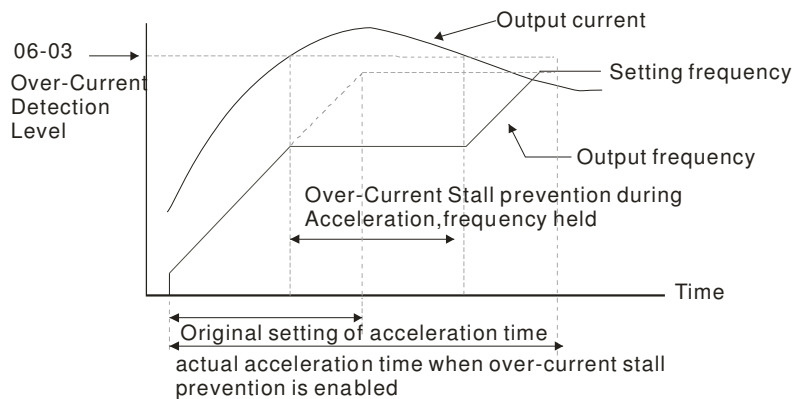 Output current
06-03
Over-Current
Detection
Level
Setting frequency
Output frequency
Over-Current Stall prevention during
Acceleration,frequency held
Time
Original setting of acceleration time
actual acceleration time when over-current stall
prevention is enabled